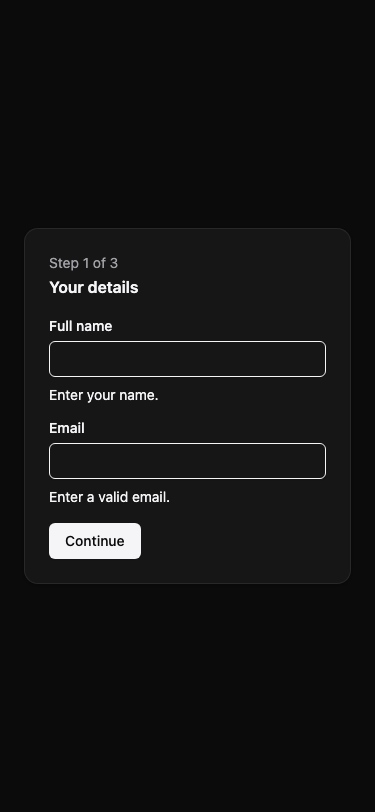 Step 1 of 3
Your details
Full name
Enter your name.
Email
Enter a valid email.
Continue